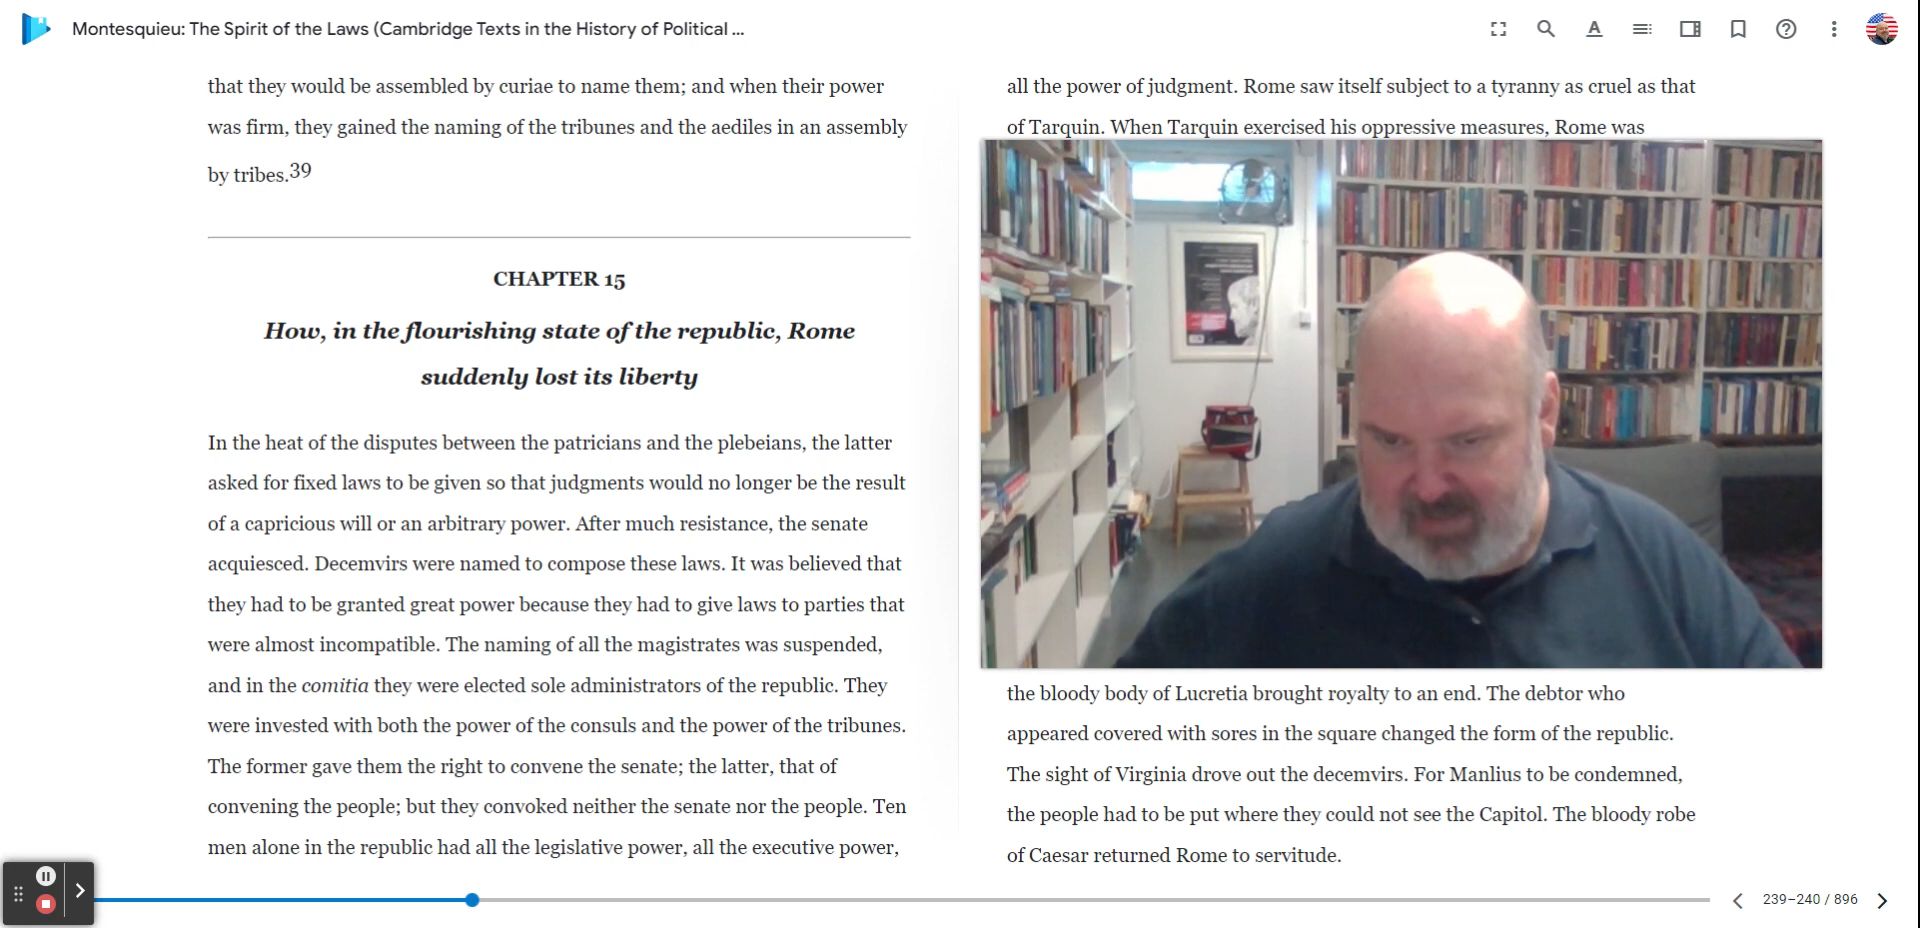 Montesquieu: The Spirit of the Laws (Cambridge Texts in the History of Political ...
that they would be assembled by curiae to name them; and when their power
was firm, they gained the naming of the tribunes and the aediles in an assembly
by tribes.39
CHAPTER 15
How, in the flourishing state of the republic, Rome
suddenly lost its liberty
In the heat of the disputes between the patricians and the plebeians, the latter
asked for fixed laws to be given so that judgments would no longer be the result
of a capricious will or an arbitrary power. After much resistance, the senate
acquiesced. Decemvirs were named to compose these laws. It was believed that
they had to be granted great power because they had to give laws to parties that
were almost incompatible. The naming of all the magistrates was suspended,
and in the comitia they were elected sole administrators of the republic. They
were invested with both the power of the consuls and the power of the tribunes.
The former gave them the right to convene the senate; the latter, that of
convening the people; but they convoked neither the senate nor the people. Ten
men alone in the republic had all the legislative power, all the executive power,
all the power of judgment. Rome saw itself subject to a tyranny as cruel as that
of Tarquin. When Tarquin exercised his oppressive measures, Rome was
the bloody body of Lucretia brought royalty to an end. The debtor who
appeared covered with sores in the square changed the form of the republic.
The sight of Virginia drove out the decemvirs. For Manlius to be condemned,
the people had to be put where they could not see the Capitol. The bloody robe
of Caesar returned Rome to servitude.
239–240 / 896